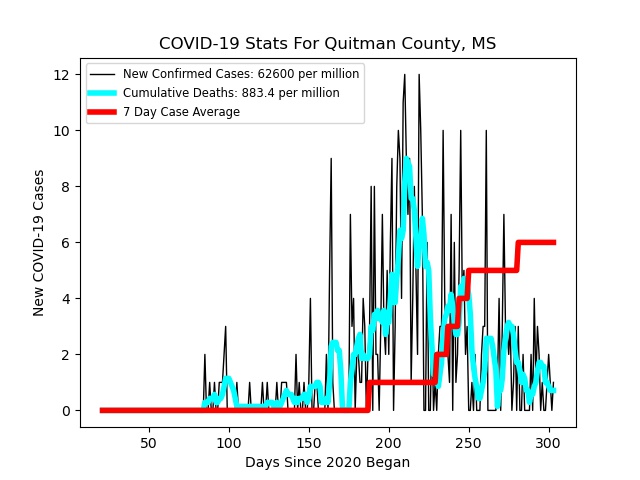 COVID-19 Stats For Quitman County, MS
New Confirmed Cases: 62600 per million
Cumulative Deaths: 883.4 per million
7 Day Case Average
12
10
8
6
4
2
0
New COVID-19 Cases
50 100 150 200 250 300
Days Since 2020 Began